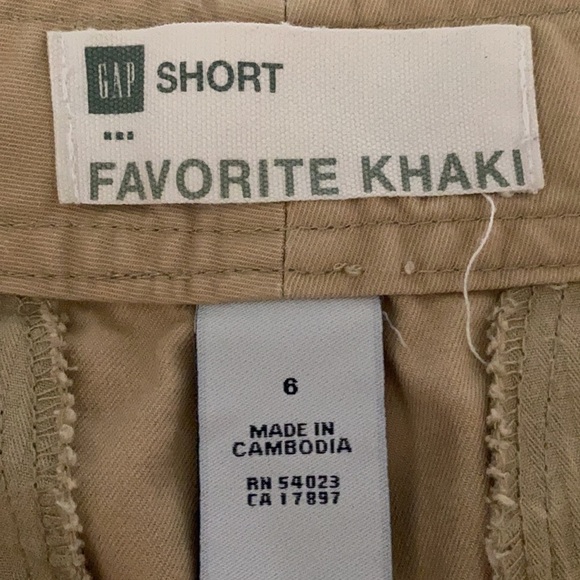 GAP SHORT
FAVORITE KHAKI
6
MADE IN
CAMBODIA
RN 54023
CA 17897